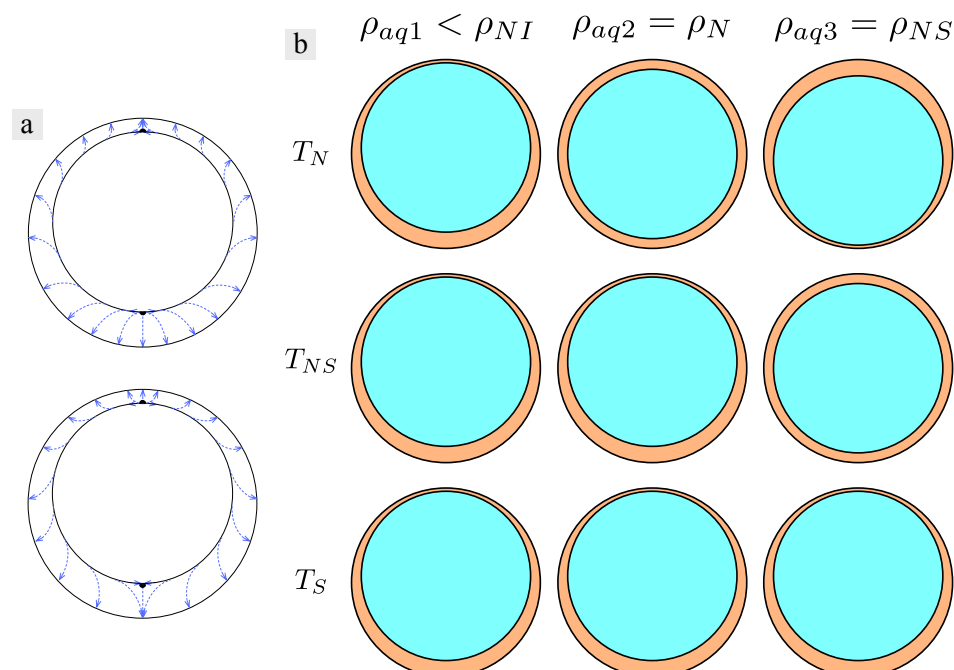 a
b
ρ_{aq1} < ρ_{NI}
ρ_{aq2} = ρ_N
ρ_{aq3} = ρ_{NS}
T_N
T_{NS}
T_S